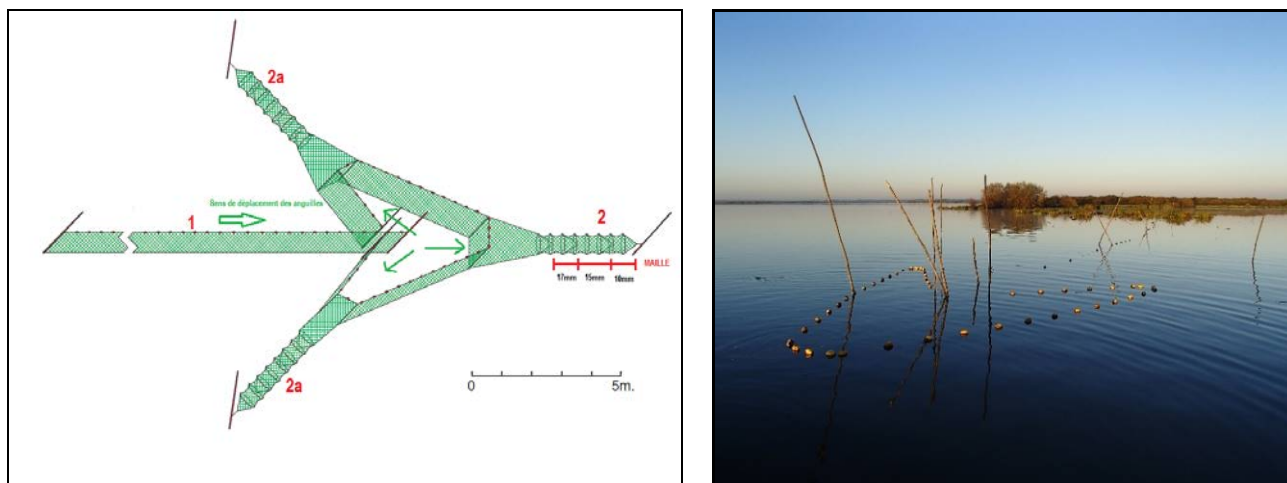 2a
Sens de déplacement des anguilles
1
2
MAILLE
17mm 15mm 10mm
2a
0 5m.